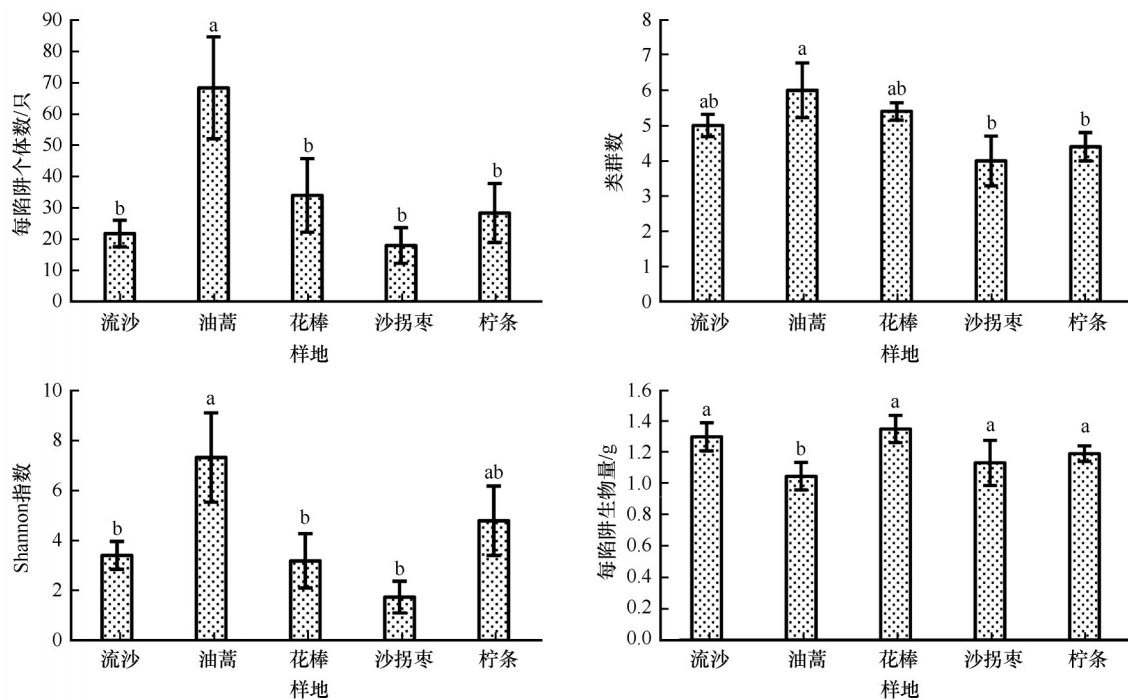 每陷阱个体数/只
90
80
70
60
50
40
30
20
10
0
b
a
b
b
b
流沙
油蒿
花棒
沙拐枣
柠条
样地
类群数
8
7
6
5
4
3
2
1
0
ab
a
ab
b
b
流沙
油蒿
花棒
沙拐枣
柠条
样地
Shannon指数
10
8
6
4
2
0
b
a
b
b
ab
流沙
油蒿
花棒
沙拐枣
柠条
样地
每陷阱生物量/g
1.6
1.4
1.2
1.0
0.8
0.6
0.4
0.2
0.0
a
b
a
a
a
流沙
油蒿
花棒
沙拐枣
柠条
样地